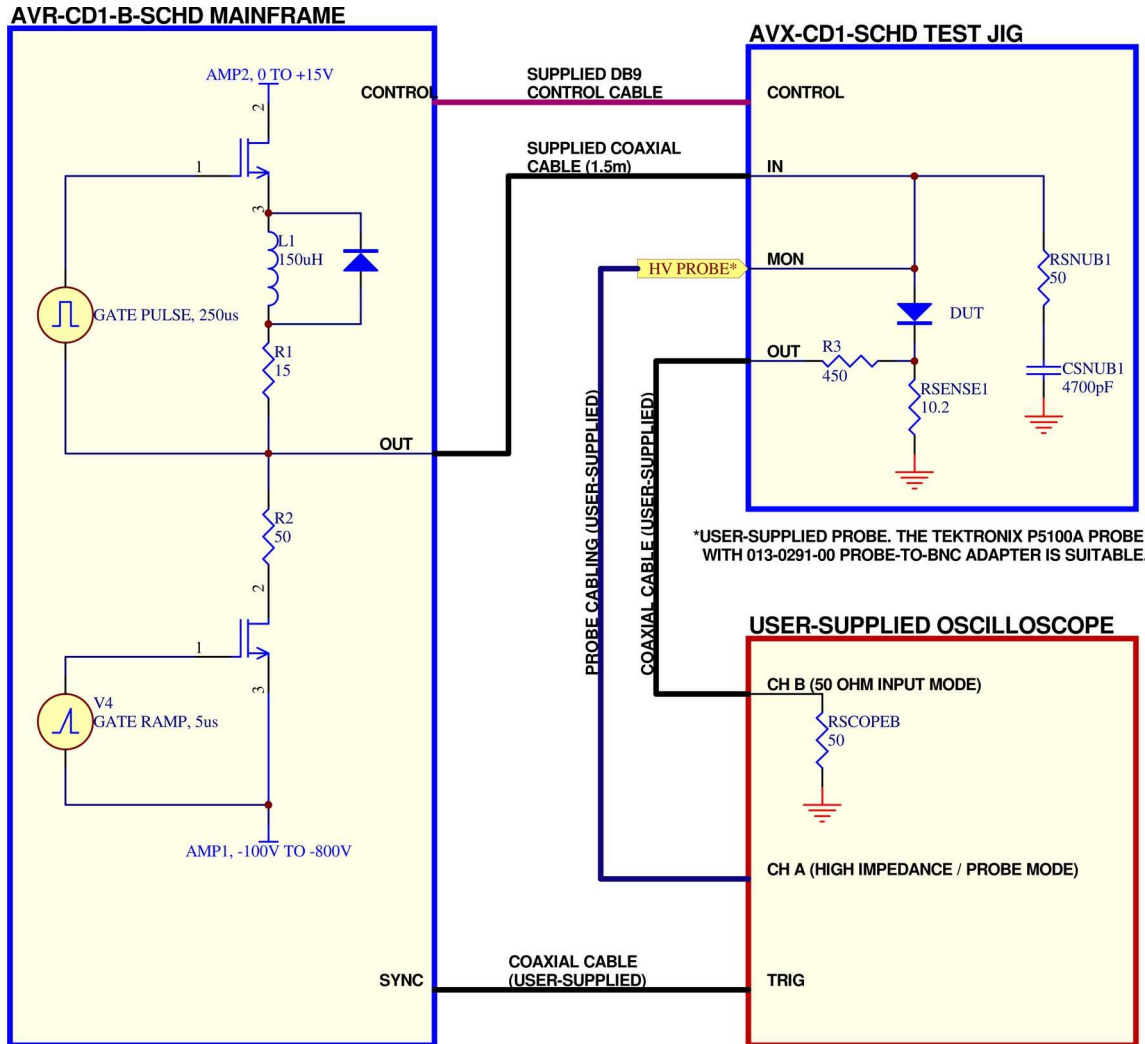 AVR-CD1-B-SCHD MAINFRAME
AMP2, 0 TO +15V
CONTROL
2
1
3
L1
150uH
GATE PULSE, 250us
R1
15
OUT
R2
50
2
1
3
V4
GATE RAMP, 5us
AMP1, -100V TO -800V
SYNC
SUPPLIED DB9
CONTROL CABLE
SUPPLIED COAXIAL
CABLE (1.5m)
HV PROBE*
PROBE CABLING (USER-SUPPLIED)
COAXIAL CABLE (USER-SUPPLIED)
COAXIAL CABLE
(USER-SUPPLIED)
AVX-CD1-SCHD TEST JIG
CONTROL
IN
MON
RSNUB1
50
DUT
OUT
R3
450
RSENSE1
10.2
CSNUB1
4700pF
*USER-SUPPLIED PROBE. THE TEKTRONIX P5100A PROBE
WITH 013-0291-00 PROBE-TO-BNC ADAPTER IS SUITABLE.
USER-SUPPLIED OSCILLOSCOPE
CH B (50 OHM INPUT MODE)
RSCOPEB
50
CH A (HIGH IMPEDANCE / PROBE MODE)
TRIG